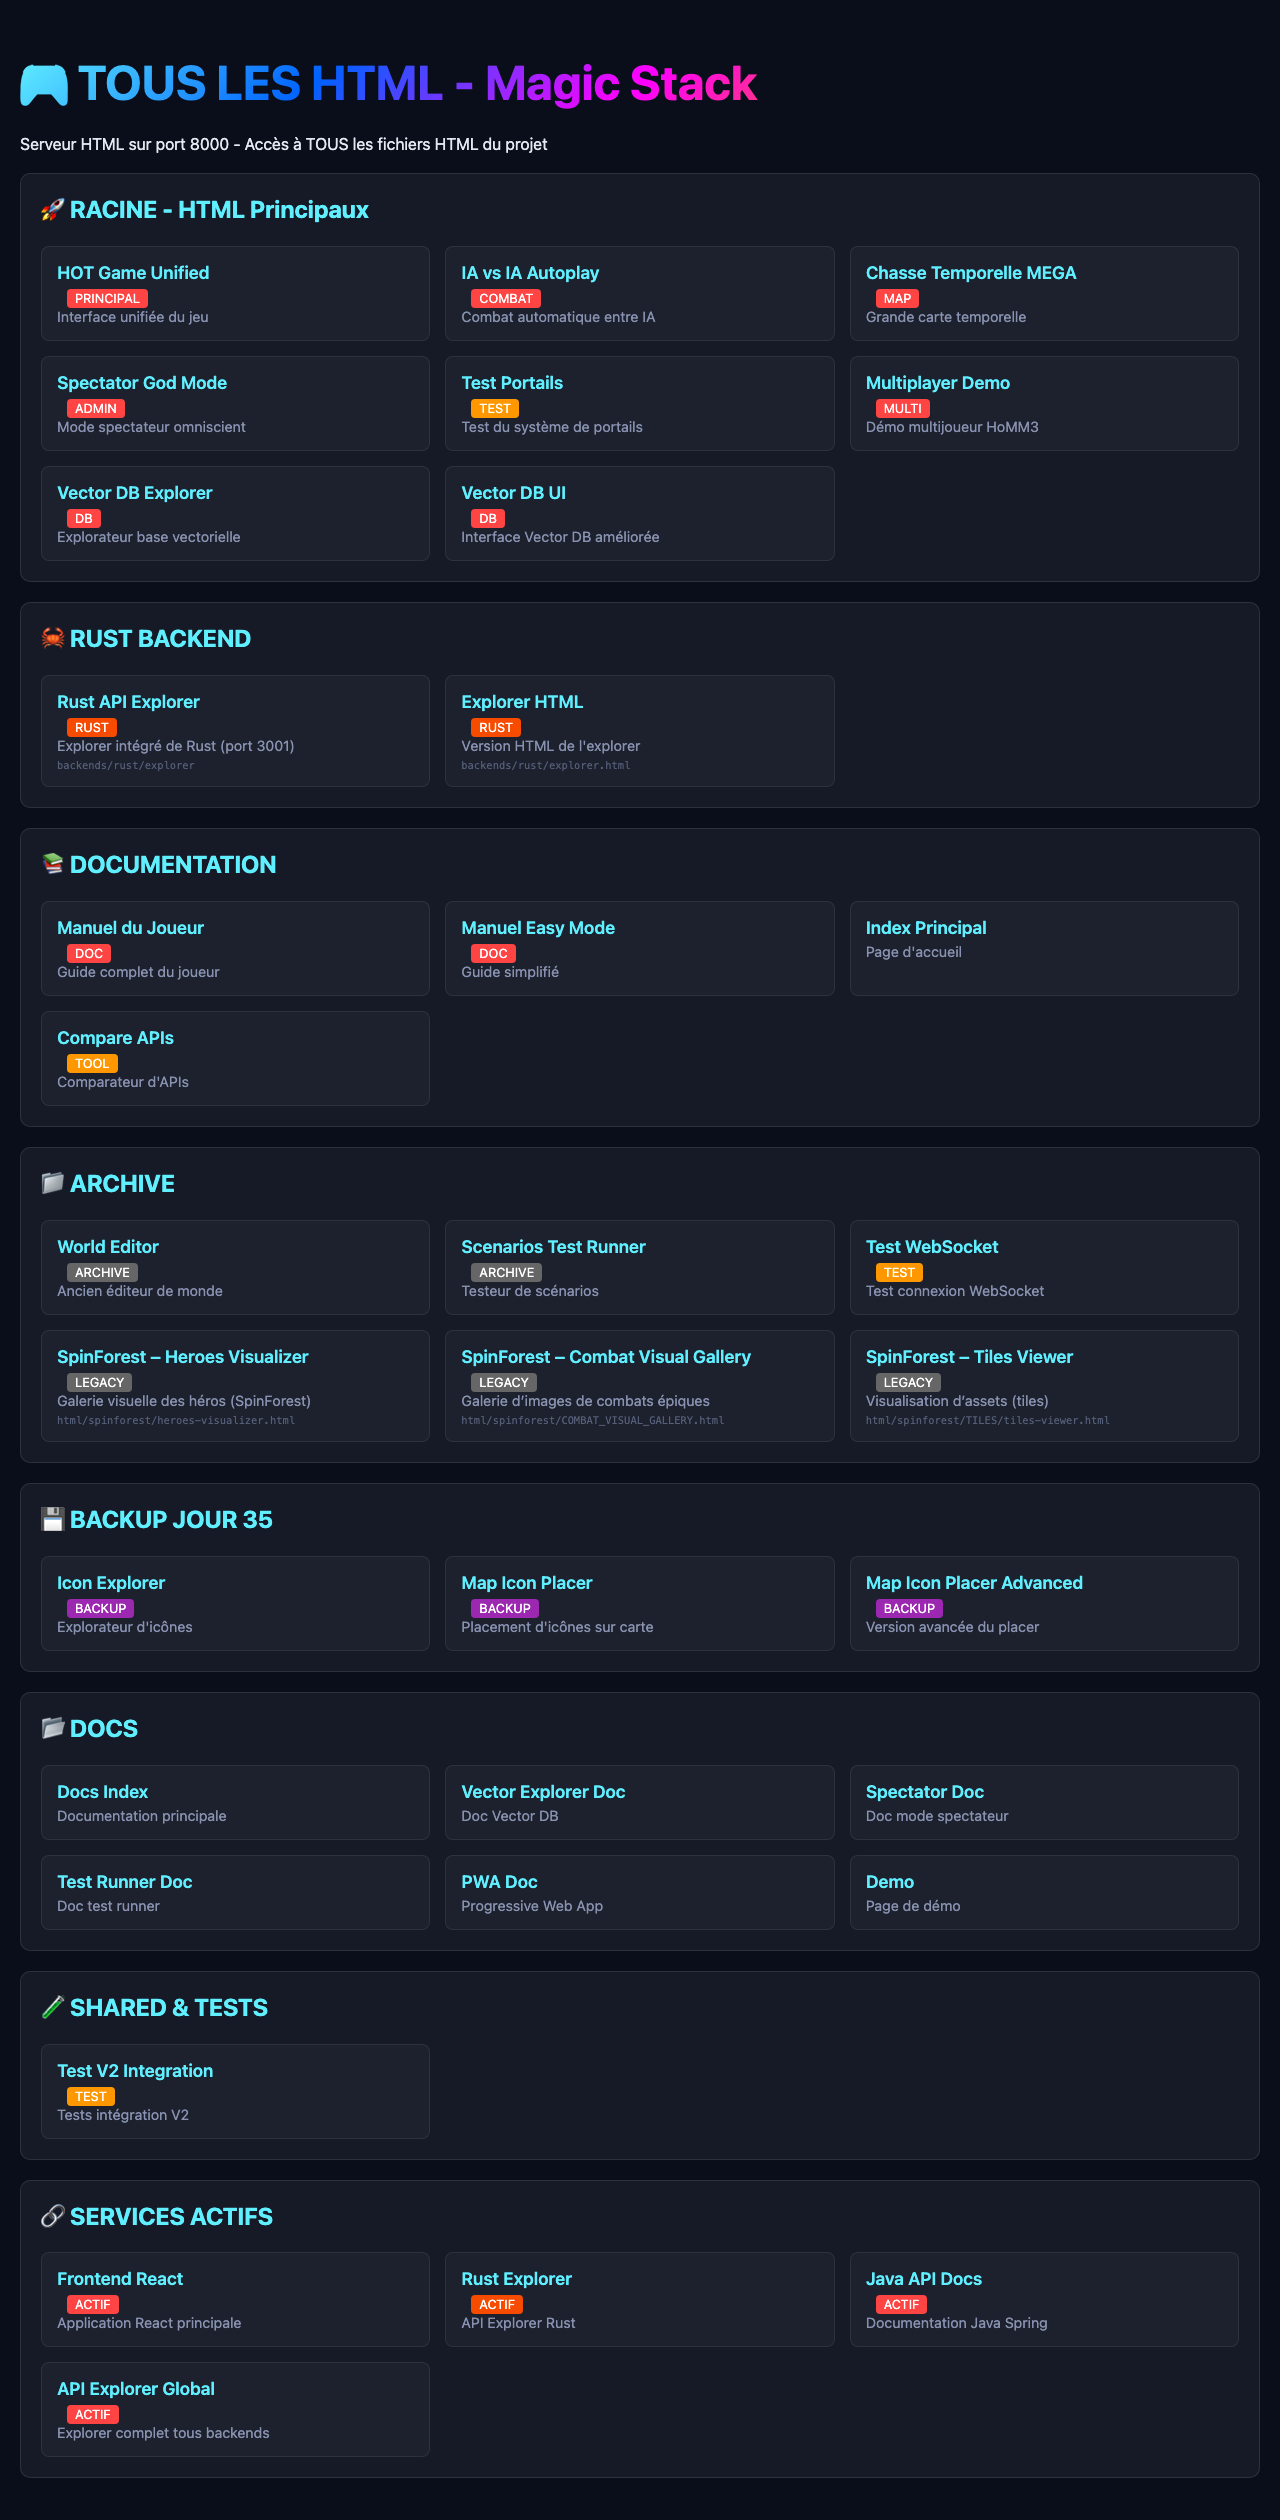 TOUS LES HTML - Magic Stack
Serveur HTML sur port 8000 - Accès à TOUS les fichiers HTML du projet
RACINE - HTML Principaux
HOT Game Unified
PRINCIPAL
Interface unifiée du jeu
IA vs IA Autoplay
COMBAT
Combat automatique entre IA
Chasse Temporelle MEGA
MAP
Grande carte temporelle
Spectator God Mode
ADMIN
Mode spectateur omniscient
Test Portails
TEST
Test du système de portails
Multiplayer Demo
MULTI
Démo multijoueur HoMM3
Vector DB Explorer
DB
Explorateur base vectorielle
Vector DB UI
DB
Interface Vector DB améliorée
RUST BACKEND
Rust API Explorer
RUST
Explorer intégré de Rust (port 3001)
backends/rust/explorer
Explorer HTML
RUST
Version HTML de l'explorer
backends/rust/explorer.html
DOCUMENTATION
Manuel du Joueur
DOC
Guide complet du joueur
Manuel Easy Mode
DOC
Guide simplifié
Index Principal
Page d'accueil
Compare APIs
TOOL
Comparateur d'APIs
ARCHIVE
World Editor
ARCHIVE
Ancien éditeur de monde
Scenarios Test Runner
ARCHIVE
Testeur de scénarios
Test WebSocket
TEST
Test connexion WebSocket
SpinForest – Heroes Visualizer
LEGACY
Galerie visuelle des héros (SpinForest)
html/spinforest/heroes-visualizer.html
SpinForest – Combat Visual Gallery
LEGACY
Galerie d’images de combats épiques
html/spinforest/COMBAT_VISUAL_GALLERY.html
SpinForest – Tiles Viewer
LEGACY
Visualisation d’assets (tiles)
html/spinforest/TILES/tiles-viewer.html
BACKUP JOUR 35
Icon Explorer
BACKUP
Explorateur d'icônes
Map Icon Placer
BACKUP
Placement d'icônes sur carte
Map Icon Placer Advanced
BACKUP
Version avancée du placer
DOCS
Docs Index
Documentation principale
Vector Explorer Doc
Doc Vector DB
Spectator Doc
Doc mode spectateur
Test Runner Doc
Doc test runner
PWA Doc
Progressive Web App
Demo
Page de démo
SHARED & TESTS
Test V2 Integration
TEST
Tests intégration V2
SERVICES ACTIFS
Frontend React
ACTIF
Application React principale
Rust Explorer
ACTIF
API Explorer Rust
Java API Docs
ACTIF
Documentation Java Spring
API Explorer Global
ACTIF
Explorer complet tous backends